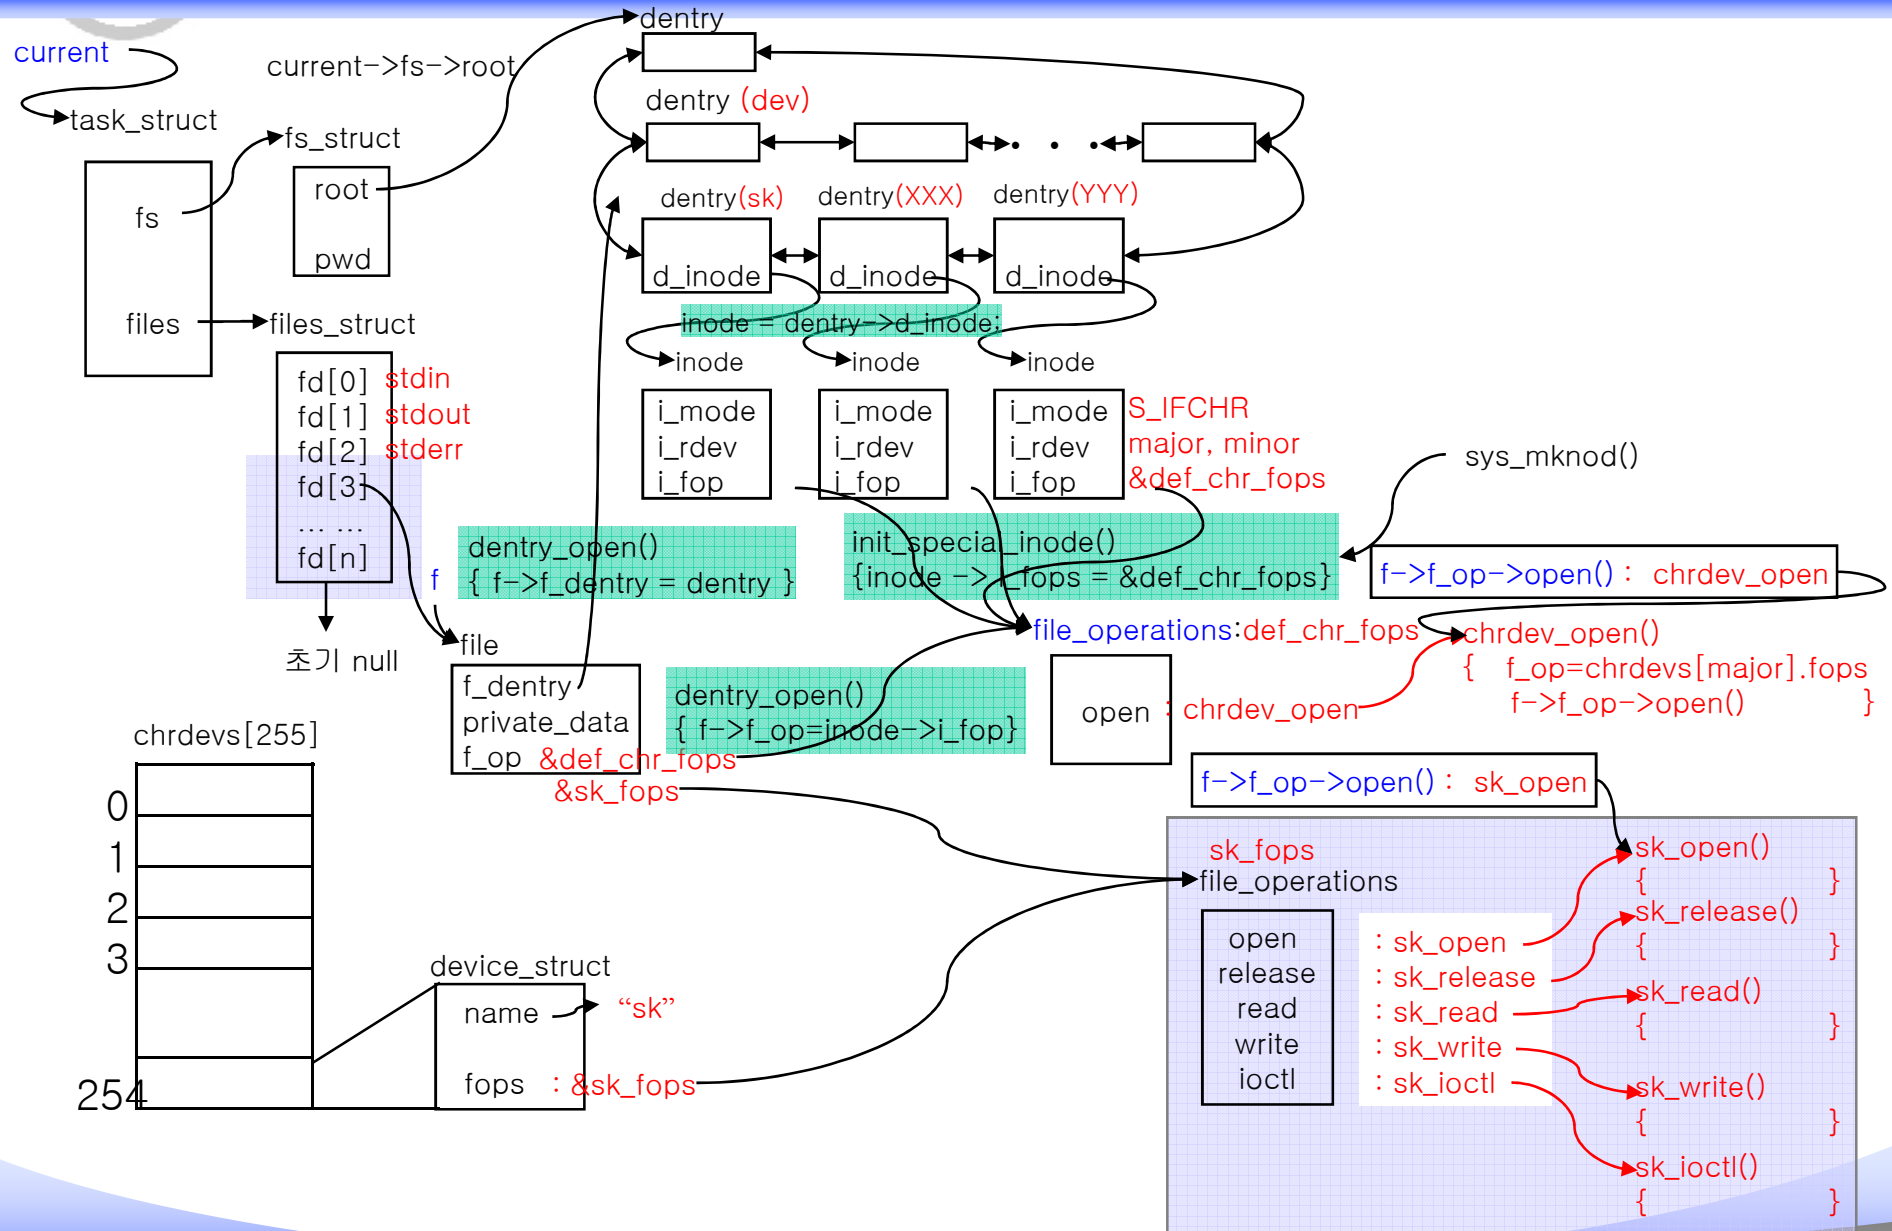 dentry
current
current->fs->root
dentry (dev)
task_struct
fs_struct
root
pwd
fs
files
dentry(sk)
dentry(XXX)
dentry(YYY)
d_inode
d_inode
d_inode
inode = dentry->d_inode;
files_struct
inode
inode
inode
fd[0] stdin
fd[1] stdout
fd[2] stderr
fd[3]
... ...
fd[n]
초기 null
i_mode
i_rdev
i_fop
i_mode
i_rdev
i_fop
i_mode S_IFCHR
i_rdev major, minor
i_fop &def_chr_fops
sys_mknod()
dentry_open()
{ f->f_dentry = dentry }
init_special_inode()
{inode -> i_fops = &def_chr_fops}
f->f_op->open() : chrdev_open
f
file
f_dentry
private_data
f_op &def_chr_fops
&sk_fops
dentry_open()
{ f->f_op=inode->i_fop}
file_operations:def_chr_fops
open : chrdev_open
chrdev_open()
{ f_op=chrdevs[major].fops
f->f_op->open() }
chrdevs[255]
0
1
2
3
254
device_struct
name "sk"
fops : &sk_fops
f->f_op->open() : sk_open
sk_fops
file_operations
open : sk_open
release : sk_release
read : sk_read
write : sk_write
ioctl : sk_ioctl
sk_open()
{ }
sk_release()
{ }
sk_read()
{ }
sk_write()
{ }
sk_ioctl()
{ }